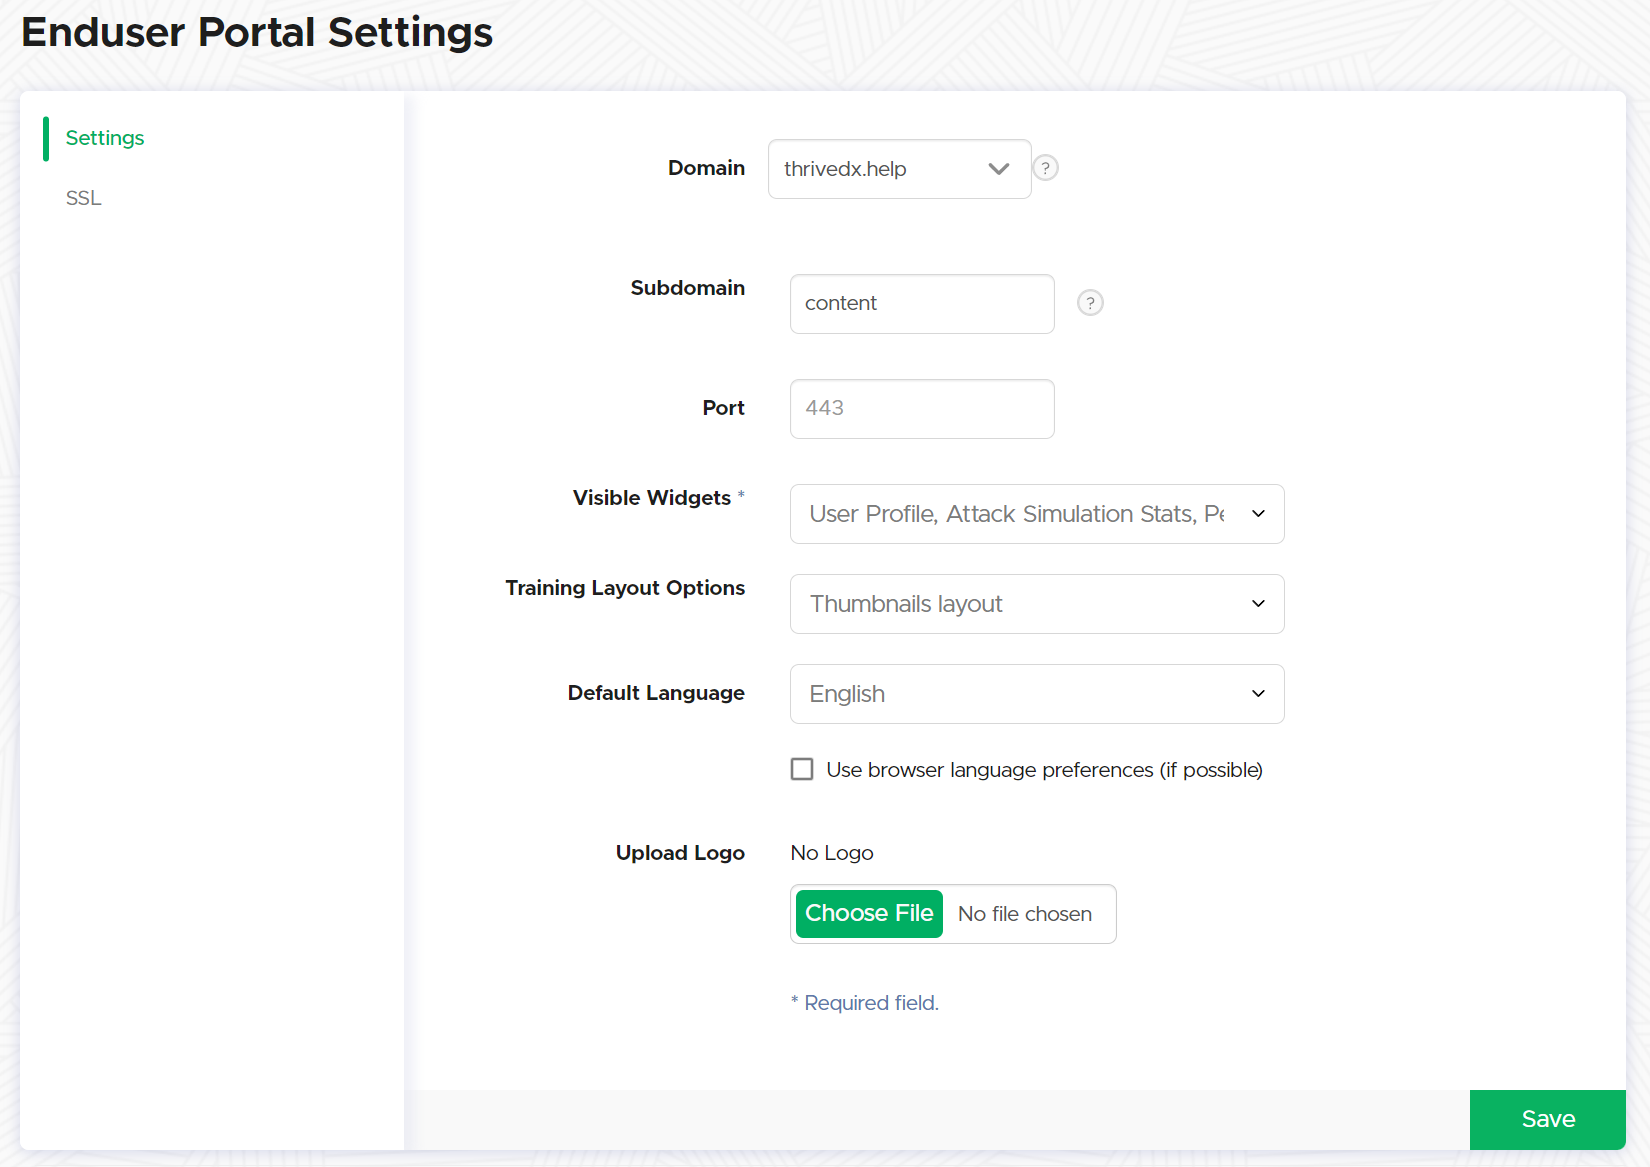 Enduser Portal Settings
Settings
SSL
Domain
thrivedx.help
?
Subdomain
content
?
Port
443
Visible Widgets *
User Profile, Attack Simulation Stats,
Training Layout Options
Thumbnails layout
Default Language
English
Use browser language preferences (if possible)
Upload Logo
No Logo
Choose File No file chosen
* Required field.
Save